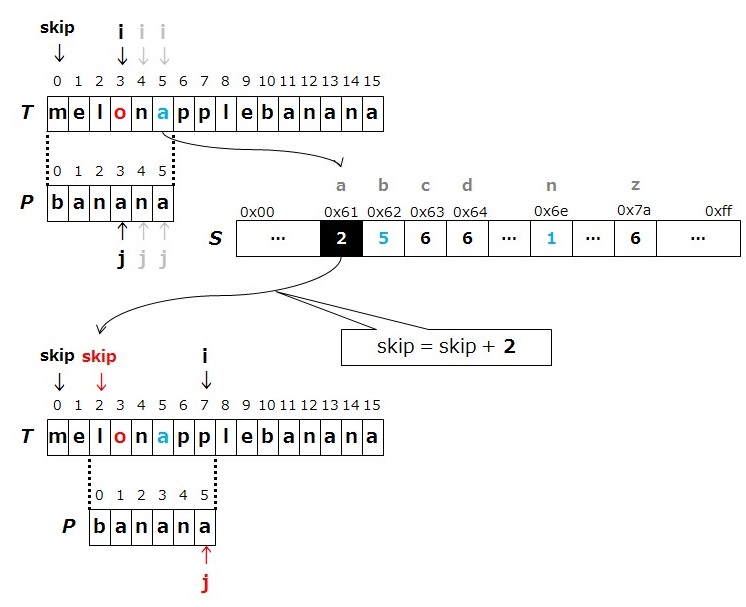 skip i i i
0 1 2 3 4 5 6 7 8 9 10 11 12 13 14 15
T m e l o n a p p l e b a n a n a
0 1 2 3 4 5
P b a n a n a
j j j
a b c d n z
0x00 0x61 0x62 0x63 0x64 0x6e 0x7a 0xff
S ... 2 5 6 6 ... 1 ... 6 ...
skip = skip + 2
skip skip i
0 1 2 3 4 5 6 7 8 9 10 11 12 13 14 15
T m e l o n a p p l e b a n a n a
0 1 2 3 4 5
P b a n a n a
j